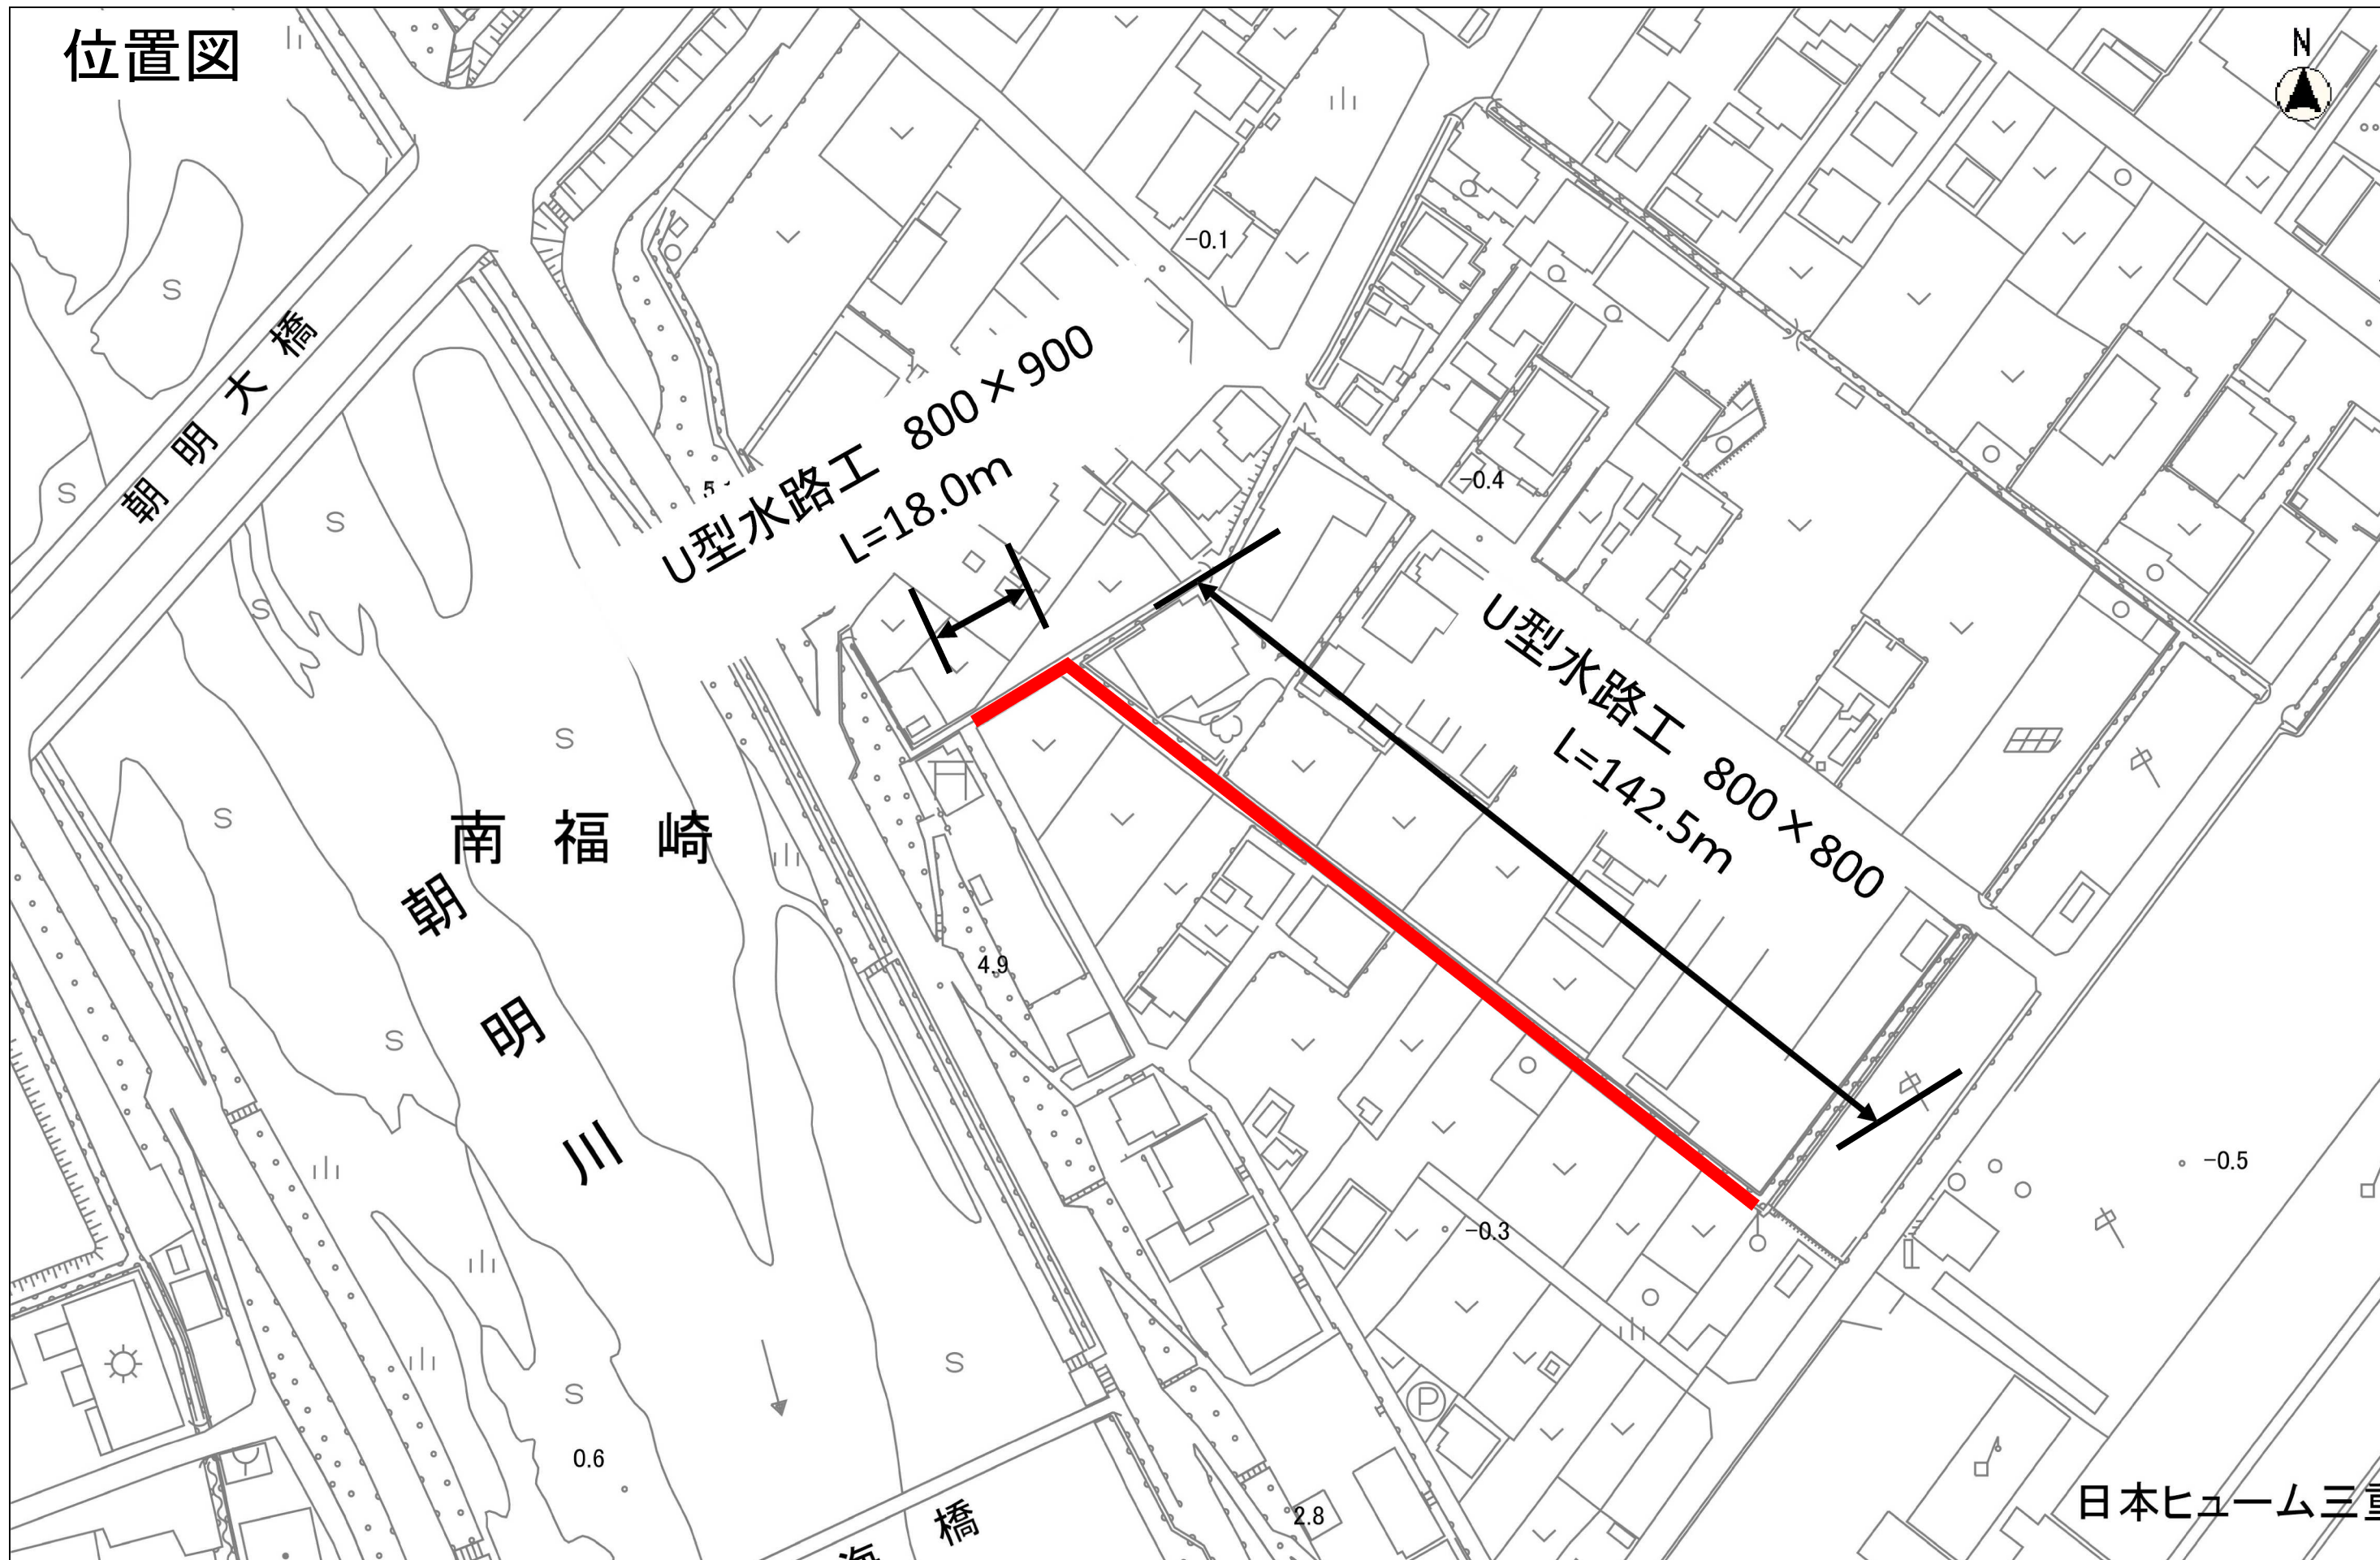 位置図
N
朝明大橋
-0.1
U型水路工 800×900
L=18.0m
-0.4
U型水路工 800×800
L=142.5m
南福崎
朝明川
4.9
-0.5
-0.3
P
0.6
2.8
海橋
日本ヒューム三重